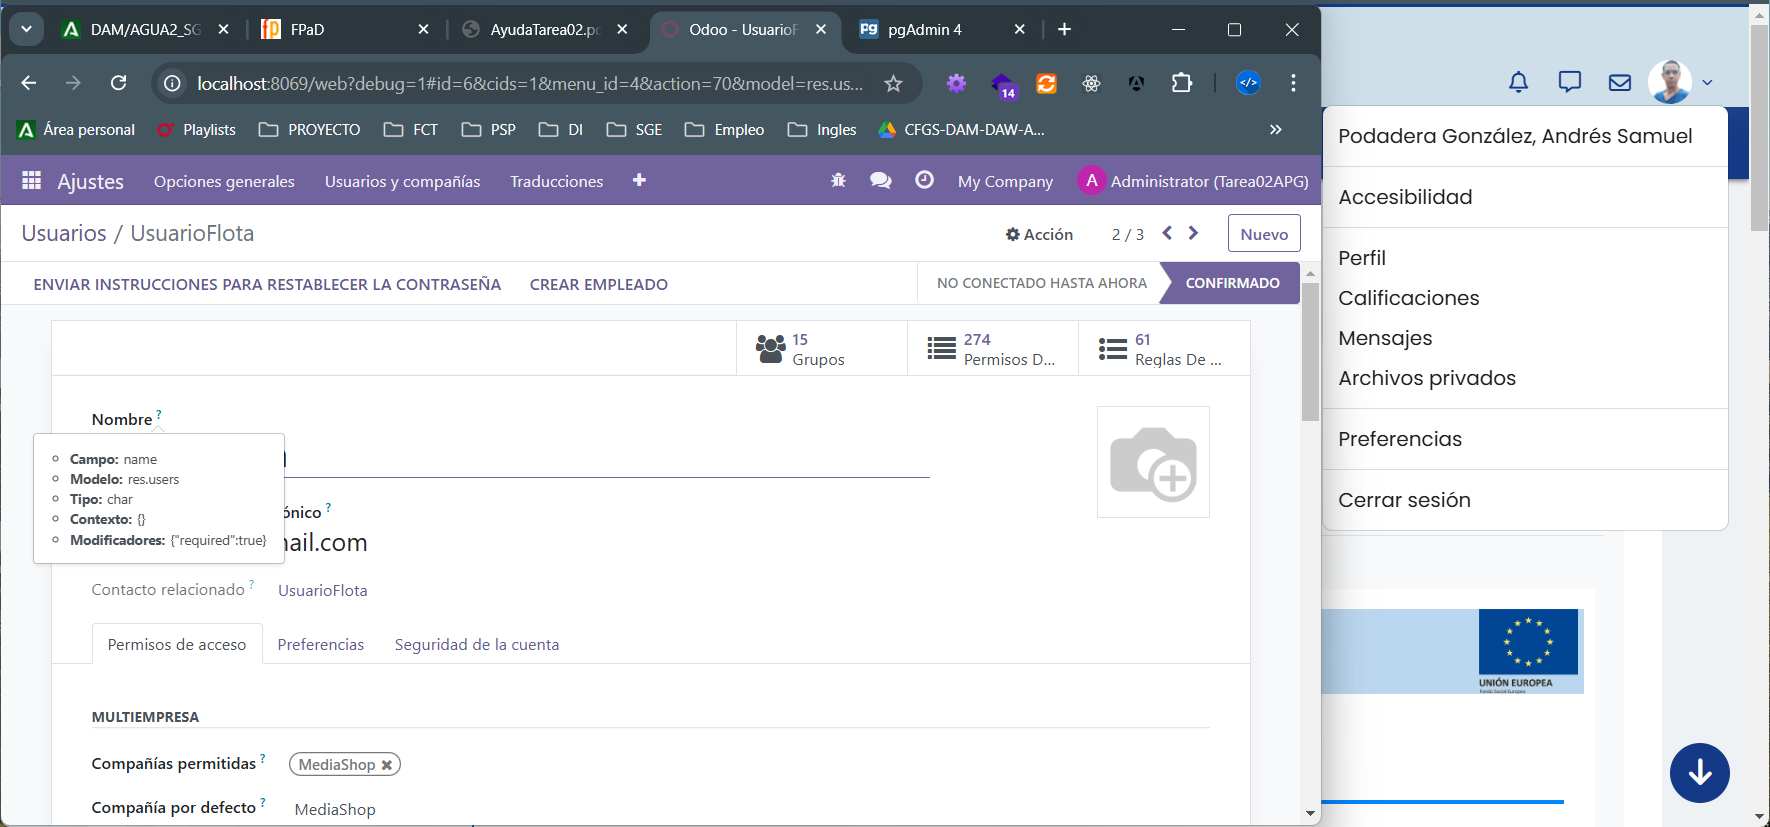 DAM/AGUA2_SG
FPaD
AyudaTarea02.pd
Odoo - UsuarioF
pgAdmin 4
localhost:8069/web?debug=1#id=6&cids=1&menu_id=4&action=70&model=res.us...
14
Área personal
Playlists
PROYECTO
FCT
PSP
DI
SGE
Empleo
Ingles
CFGS-DAM-DAW-A...
Ajustes
Opciones generales
Usuarios y compañías
Traducciones
My Company
A
Administrator (Tarea02APG)
Usuarios / UsuarioFlota
Acción
2 / 3
Nuevo
ENVIAR INSTRUCCIONES PARA RESTABLECER LA CONTRASEÑA
CREAR EMPLEADO
NO CONECTADO HASTA AHORA
CONFIRMADO
15
Grupos
274
Permisos D...
61
Reglas De ...
Nombre ?
Campo: name
Modelo: res.users
Tipo: char
Contexto: {}
Modificadores: {"required":true}
ónico ?
nail.com
Contacto relacionado ?
UsuarioFlota
Permisos de acceso
Preferencias
Seguridad de la cuenta
MULTIEMPRESA
Compañías permitidas ?
MediaShop
Compañía por defecto ?
MediaShop
Podadera González, Andrés Samuel
Accesibilidad
Perfil
Calificaciones
Mensajes
Archivos privados
Preferencias
Cerrar sesión
UNIÓN EUROPEA
Fondo Social Europeo